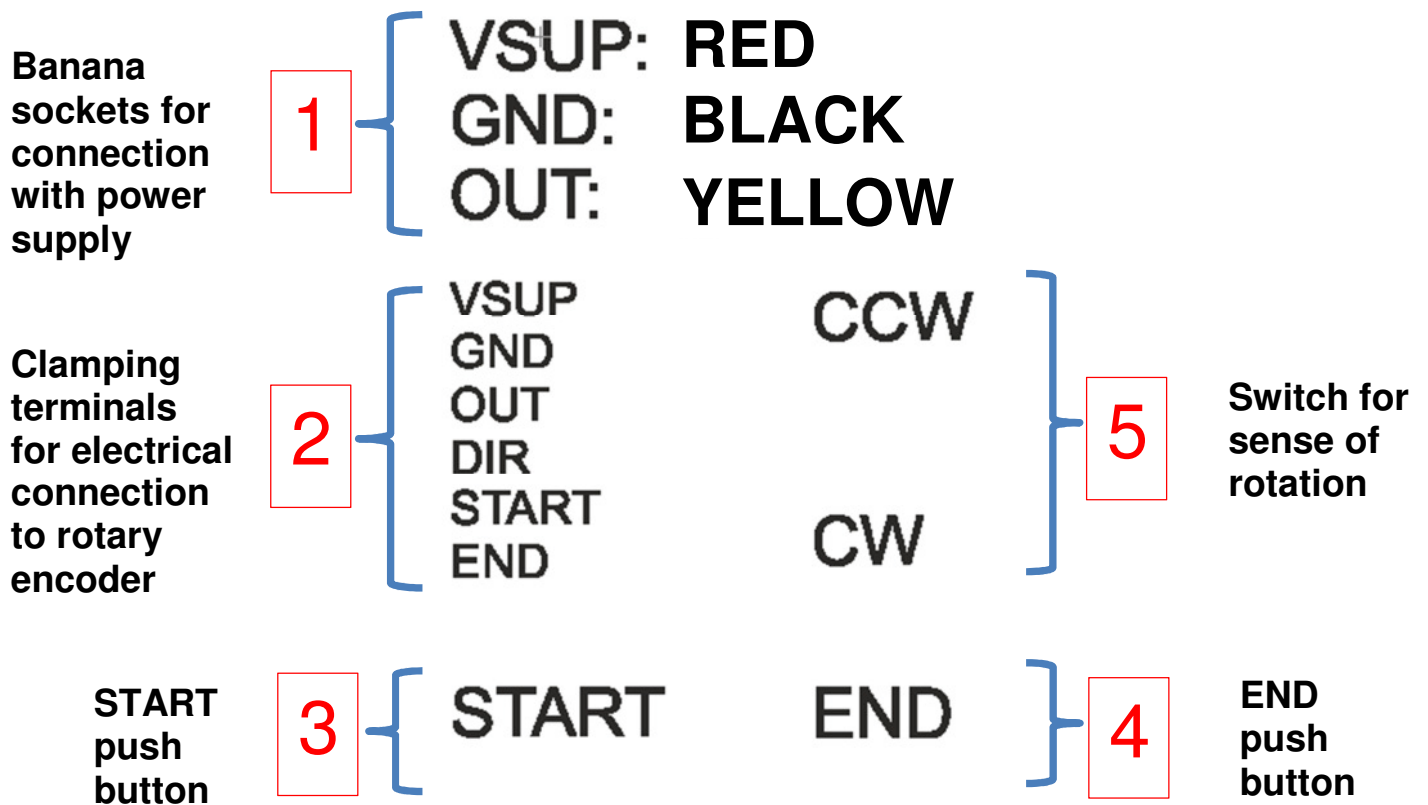 Banana
sockets for
connection
with power
supply
1
VSUP: RED
GND: BLACK
OUT: YELLOW
Clamping
terminals
for electrical
connection
to rotary
encoder
2
VSUP
GND
OUT
DIR
START
END
CCW
CW
5
Switch for
sense of
rotation
START
push
button
3
START
END
4
END
push
button